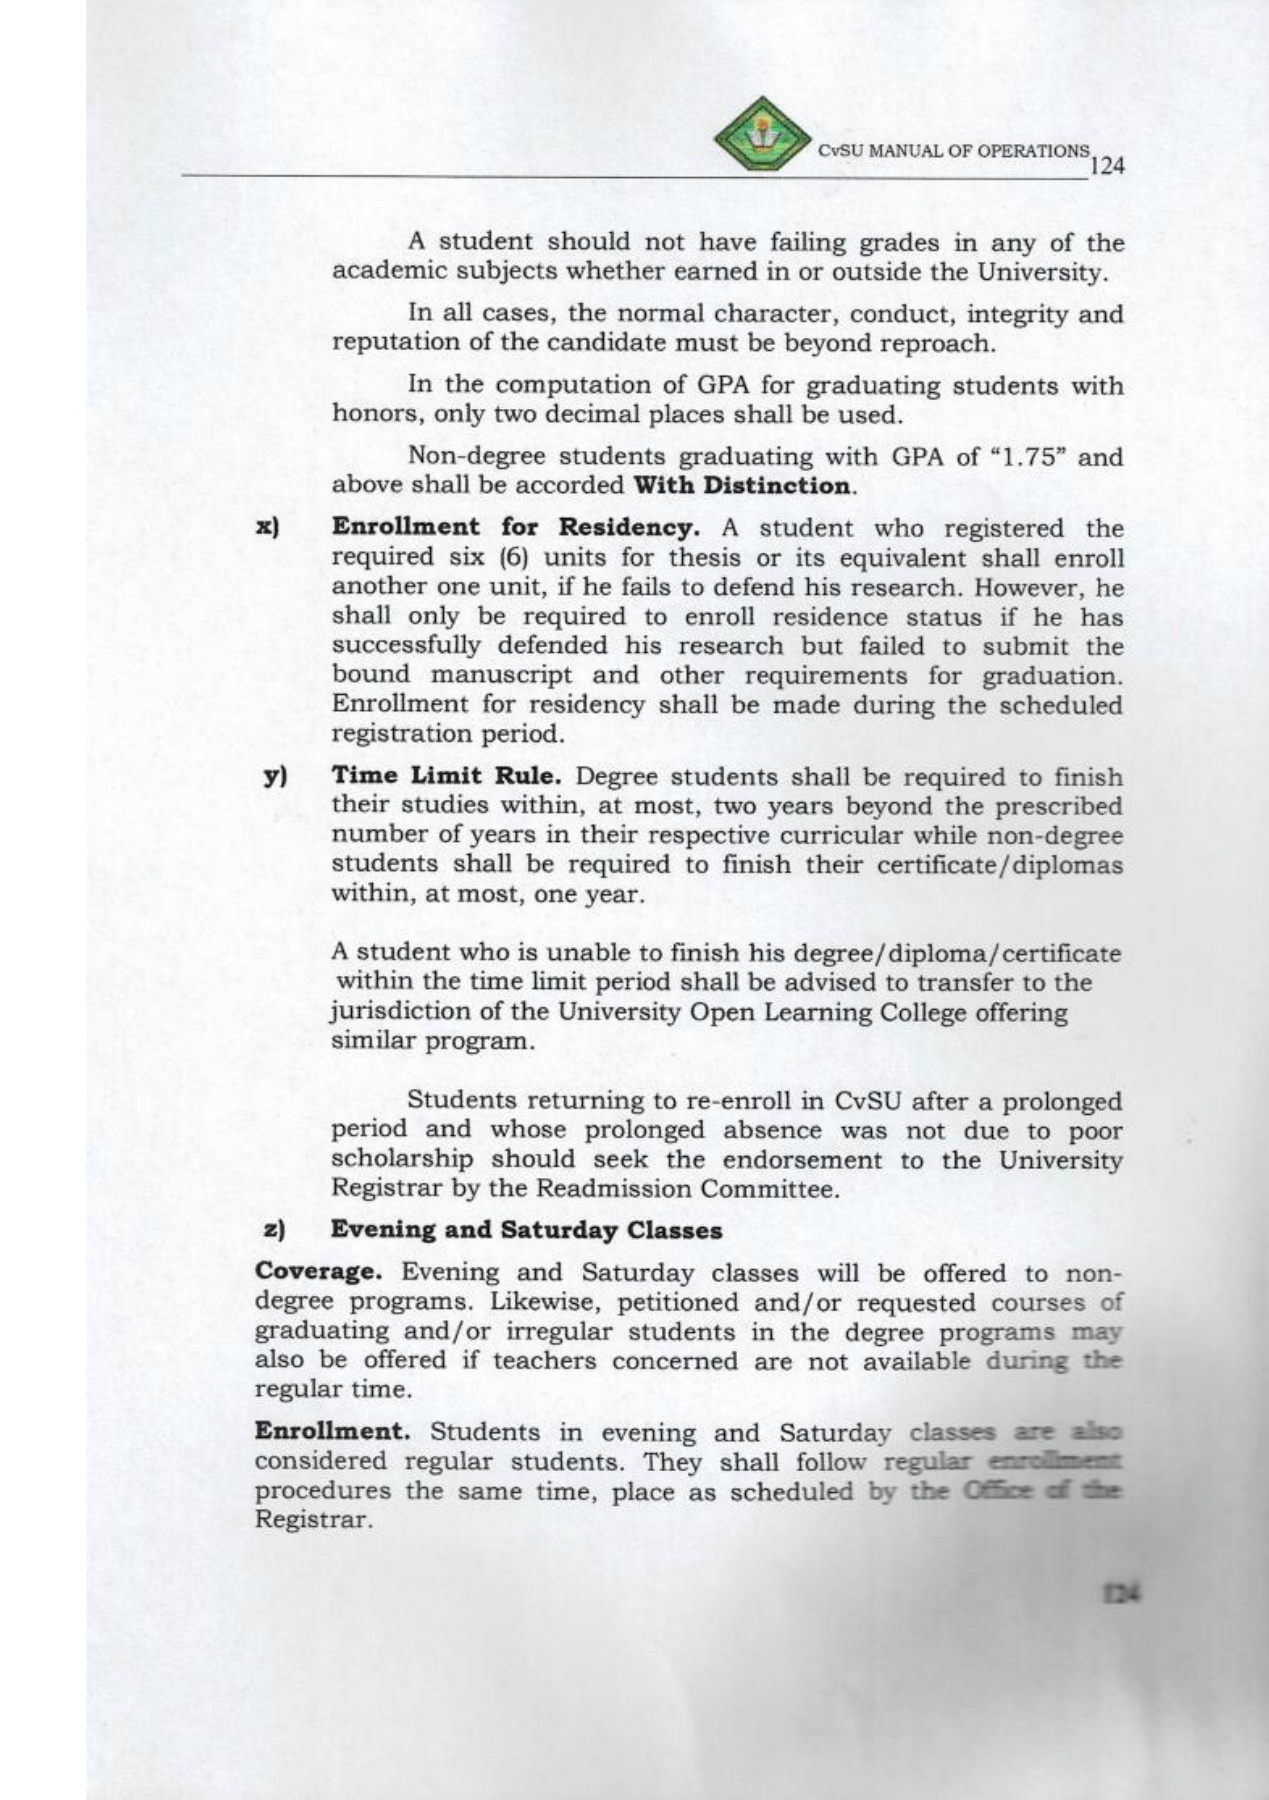 CvSU MANUAL OF OPERATIONS
124
A student should not have failing grades in any of the
academic subjects whether earned in or outside the University.
In all cases, the normal character, conduct, integrity and
reputation of the candidate must be beyond reproach.
In the computation of GPA for graduating students with
honors, only two decimal places shall be used.
Non-degree students graduating with GPA of “1.75” and
above shall be accorded With Distinction.
x) Enrollment for Residency. A student who registered the
required six (6) units for thesis or its equivalent shall enroll
another one unit, if he fails to defend his research. However, he
shall only be required to enroll residence status if he has
successfully defended his research but failed to submit the
bound manuscript and other requirements for graduation.
Enrollment for residency shall be made during the scheduled
registration period.
y) Time Limit Rule. Degree students shall be required to finish
their studies within, at most, two years beyond the prescribed
number of years in their respective curricular while non-degree
students shall be required to finish their certificate/diplomas
within, at most, one year.
A student who is unable to finish his degree/diploma/certificate
within the time limit period shall be advised to transfer to the
jurisdiction of the University Open Learning College offering
similar program.
Students returning to re-enroll in CvSU after a prolonged
period and whose prolonged absence was not due to poor
scholarship should seek the endorsement to the University
Registrar by the Readmission Committee.
z) Evening and Saturday Classes
Coverage. Evening and Saturday classes will be offered to non-
degree programs. Likewise, petitioned and/or requested courses of
graduating and/or irregular students in the degree programs may
also be offered if teachers concerned are not available during the
regular time.
Enrollment. Students in evening and Saturday classes are also
considered regular students. They shall follow regular enrollment
procedures the same time, place as scheduled by the Office of the
Registrar.
124